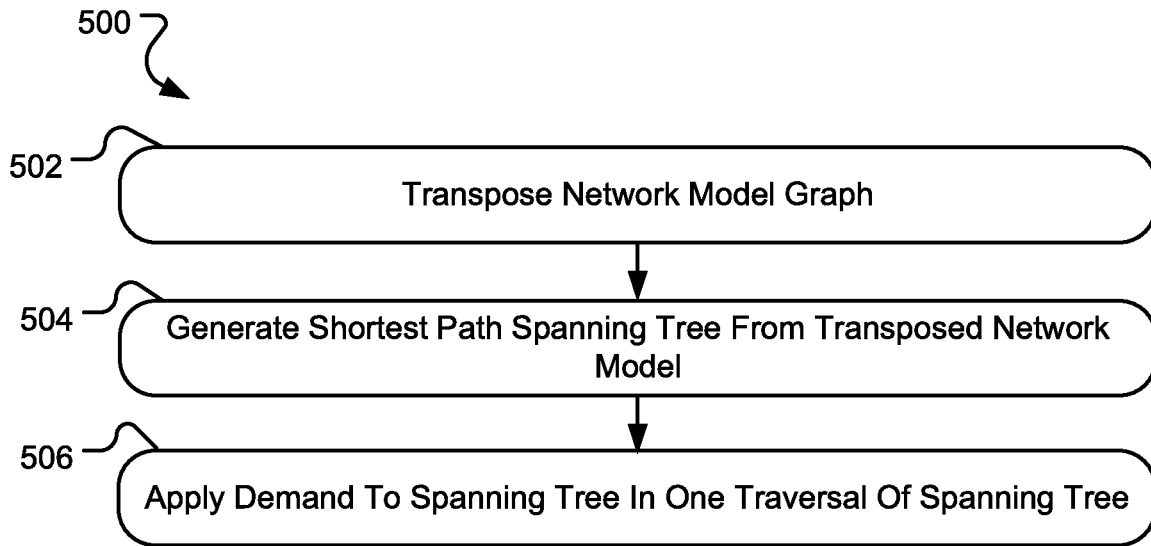 500
502
Transpose Network Model Graph
504
Generate Shortest Path Spanning Tree From Transposed Network
Model
506
Apply Demand To Spanning Tree In One Traversal Of Spanning Tree